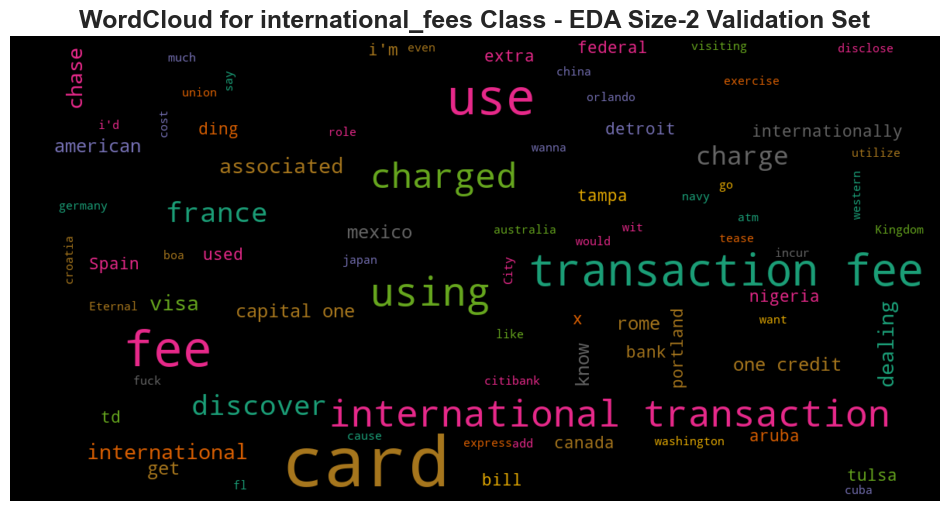 WordCloud for international_fees Class - EDA Size-2 Validation Set
chase
much
i'm
even
extra
federal
visiting
disclose
union
say
use
china
orlando
exercise
i'd
cost
ding
role
detroit
internationally
american
associated
charged
wanna
charge
utilize
germany
france
tampa
navy
go
western
croatia
mexico
australia
wit
would
atm
tease
Kingdom
Spain
boa
used
japan
City
transaction fee
incur
Eternal
visa
capital one
using
nigeria
x
rome
portland
want
dealing
fee
like
know
bank
one credit
fuck
citibank
td
discover
international transaction
international
get
cause
card
express
add
canada
washington
aruba
fl
bill
tulsa
cuba